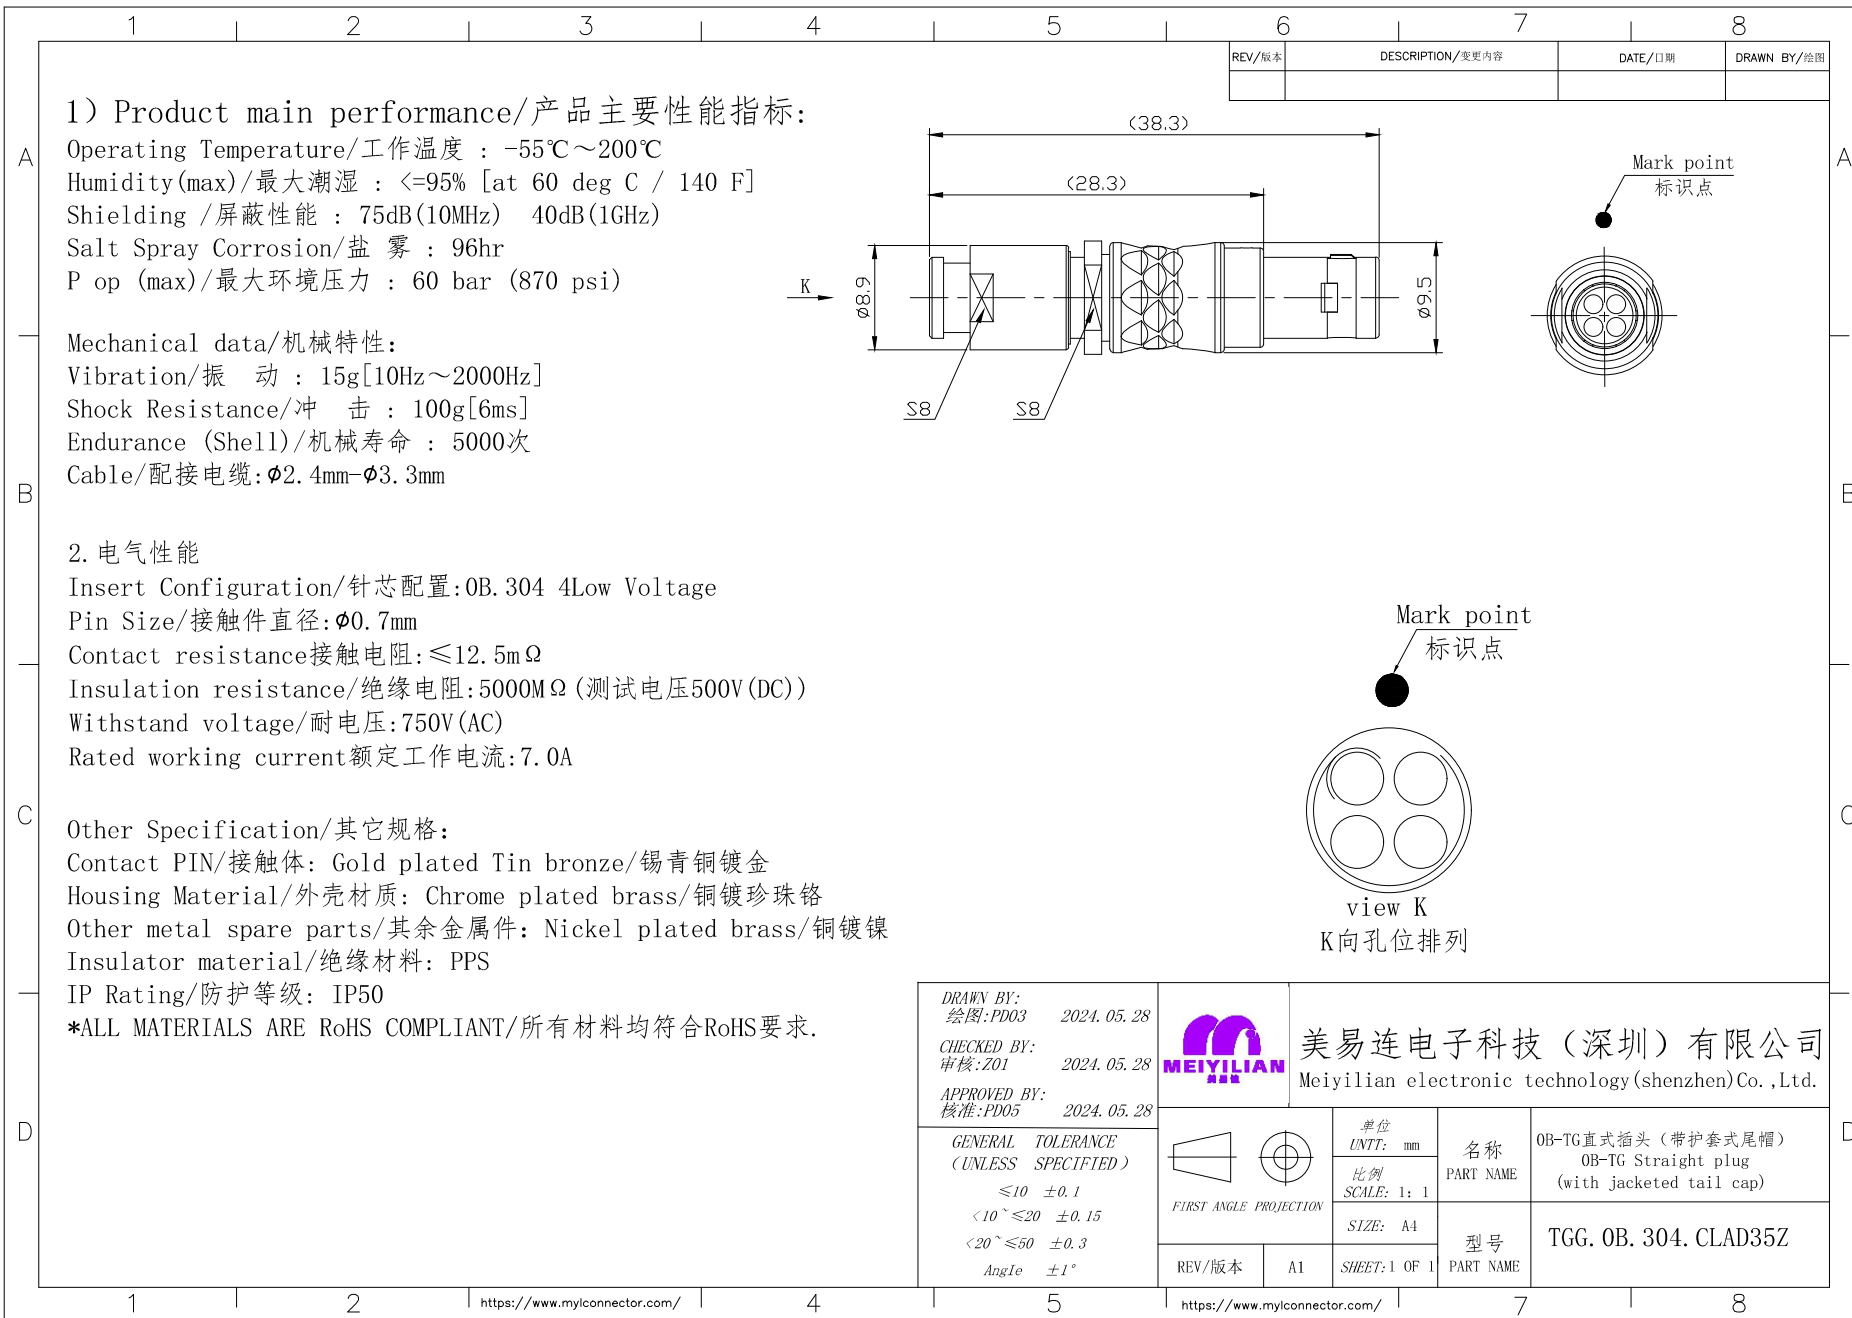 1 2 3 4 5 6 7 8
REV/版本 DESCRIPTION/变更内容 DATE/日期 DRAWN BY/绘图
1) Product main performance/产品主要性能指标:
Operating Temperature/工作温度 : -55℃~200℃
Humidity(max)/最大潮湿 : <=95% [at 60 deg C / 140 F]
Shielding /屏蔽性能 : 75dB(10MHz) 40dB(1GHz)
Salt Spray Corrosion/盐 雾 : 96hr
P op (max)/最大环境压力 : 60 bar (870 psi)
Mechanical data/机械特性:
Vibration/振 动 : 15g[10Hz~2000Hz]
Shock Resistance/冲 击 : 100g[6ms]
Endurance (Shell)/机械寿命 : 5000次
Cable/配接电缆:Φ2.4mm-Φ3.3mm
2.电气性能
Insert Configuration/针芯配置:0B.304 4Low Voltage
Pin Size/接触件直径:Φ0.7mm
Contact resistance接触电阻:≤12.5mΩ
Insulation resistance/绝缘电阻:5000MΩ(测试电压500V(DC))
Withstand voltage/耐电压:750V(AC)
Rated working current额定工作电流:7.0A
Other Specification/其它规格:
Contact PIN/接触体: Gold plated Tin bronze/锡青铜镀金
Housing Material/外壳材质: Chrome plated brass/铜镀珍珠铬
Other metal spare parts/其余金属件: Nickel plated brass/铜镀镍
Insulator material/绝缘材料: PPS
IP Rating/防护等级: IP50
*ALL MATERIALS ARE RoHS COMPLIANT/所有材料均符合RoHS要求.
(38.3)
(28.3)
K
ø8.9
ø9.5
S8
S8
Mark point
标识点
Mark point
标识点
view K
K向孔位排列
A
B
C
D
A
B
C
D
DRAWN BY:
绘图:PD03 2024.05.28
CHECKED BY:
审核:Z01 2024.05.28
APPROVED BY:
核准:PD05 2024.05.28
GENERAL TOLERANCE
(UNLESS SPECIFIED)
≤10 ±0.1
<10~≤20 ±0.15
<20~≤50 ±0.3
Angle ±1°
MEIYILIAN
美易连
美易连电子科技（深圳）有限公司
Meiyilian electronic technology(shenzhen)Co.,Ltd.
FIRST ANGLE PROJECTION
REV/版本 A1
单位
UNTT: mm
比例
SCALE: 1:1
SIZE: A4
SHEET:1 OF 1
名称
PART NAME
0B-TG直式插头（带护套式尾帽）
0B-TG Straight plug
(with jacketed tail cap)
型号
PART NAME
TGG.0B.304.CLAD35Z
1 2 https://www.mylconnector.com/ 4 5 https://www.mylconnector.com/ 7 8